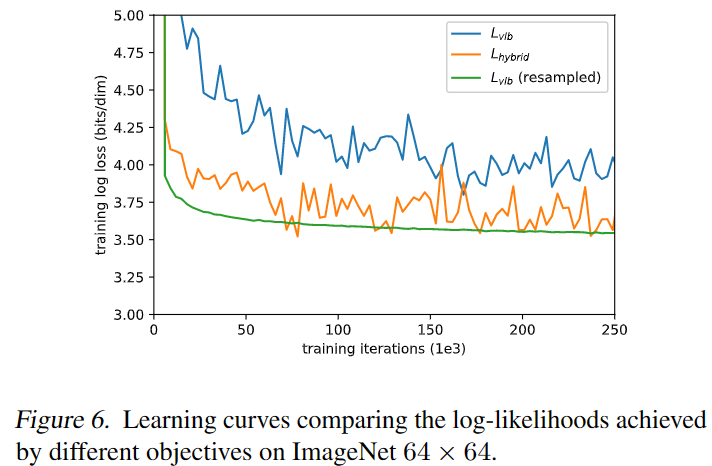 5.00
4.75
4.50
4.25
4.00
3.75
3.50
3.25
3.00
training log loss (bits/dim)
L_vlb
L_hybrid
L_vlb (resampled)
0 50 100 150 200 250
training iterations (1e3)
Figure 6. Learning curves comparing the log-likelihoods achieved
by different objectives on ImageNet 64 × 64.